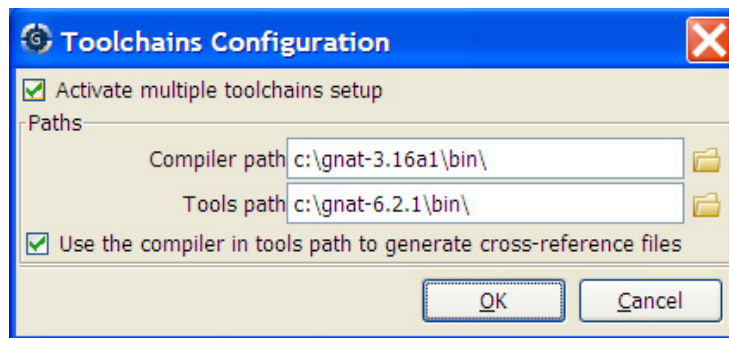 Toolchains Configuration
Activate multiple toolchains setup
Paths
Compiler path c:\gnat-3.16a1\bin\
Tools path c:\gnat-6.2.1\bin\
Use the compiler in tools path to generate cross-reference files
OK Cancel